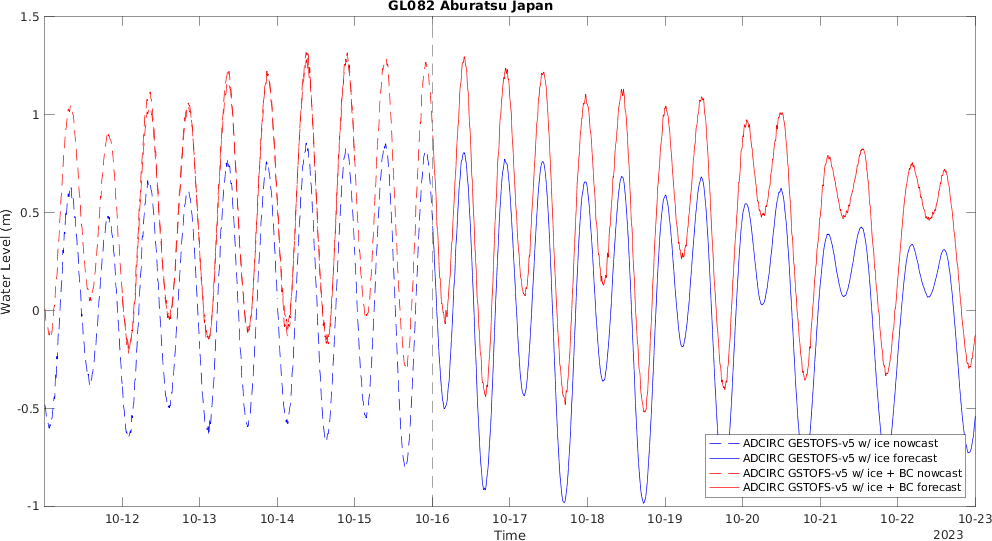 GL082 Aburatsu Japan
1.5
1
0.5
0
-0.5
-1
Water Level (m)
10-12 10-13 10-14 10-15 10-16 10-17 10-18 10-19 10-20 10-21 10-22 10-23
Time
2023
ADCIRC GESTOFS-v5 w/ ice nowcast
ADCIRC GESTOFS-v5 w/ ice forecast
ADCIRC GSTOFS-v5 w/ ice + BC nowcast
ADCIRC GSTOFS-v5 w/ ice + BC forecast